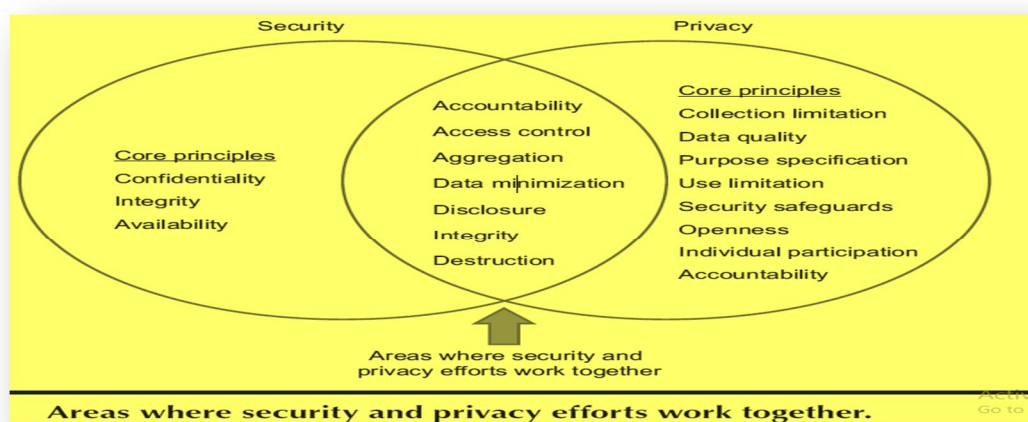 Security
Privacy
Core principles
Confidentiality
Integrity
Availability
Accountability
Access control
Aggregation
Data minimization
Disclosure
Integrity
Destruction
Core principles
Collection limitation
Data quality
Purpose specification
Use limitation
Security safeguards
Openness
Individual participation
Accountability
Areas where security and
privacy efforts work together
Areas where security and privacy efforts work together.
Go to